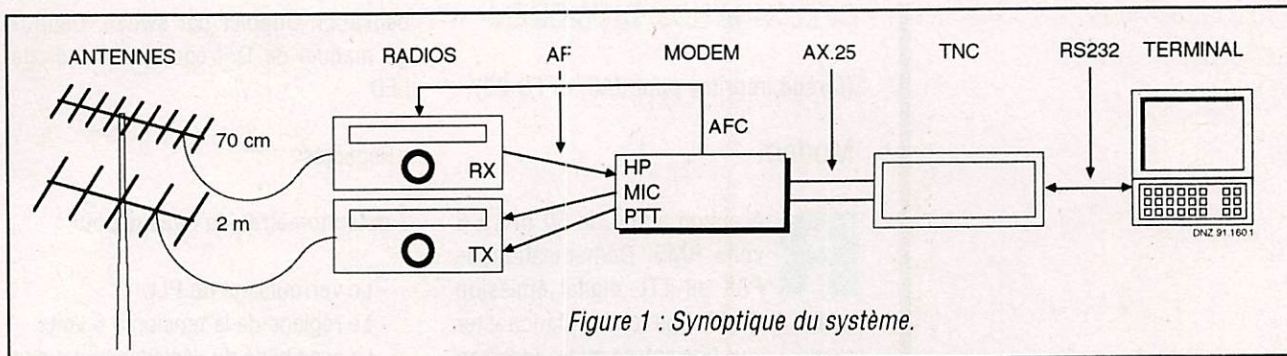 ANTENNES RADIOS AF MODEM AX.25 TNC RS232 TERMINAL
70 cm
AFC
RX
HP
MIC
PTT
2 m
TX
DNZ 91.160.1
Figure 1 : Synoptique du système.